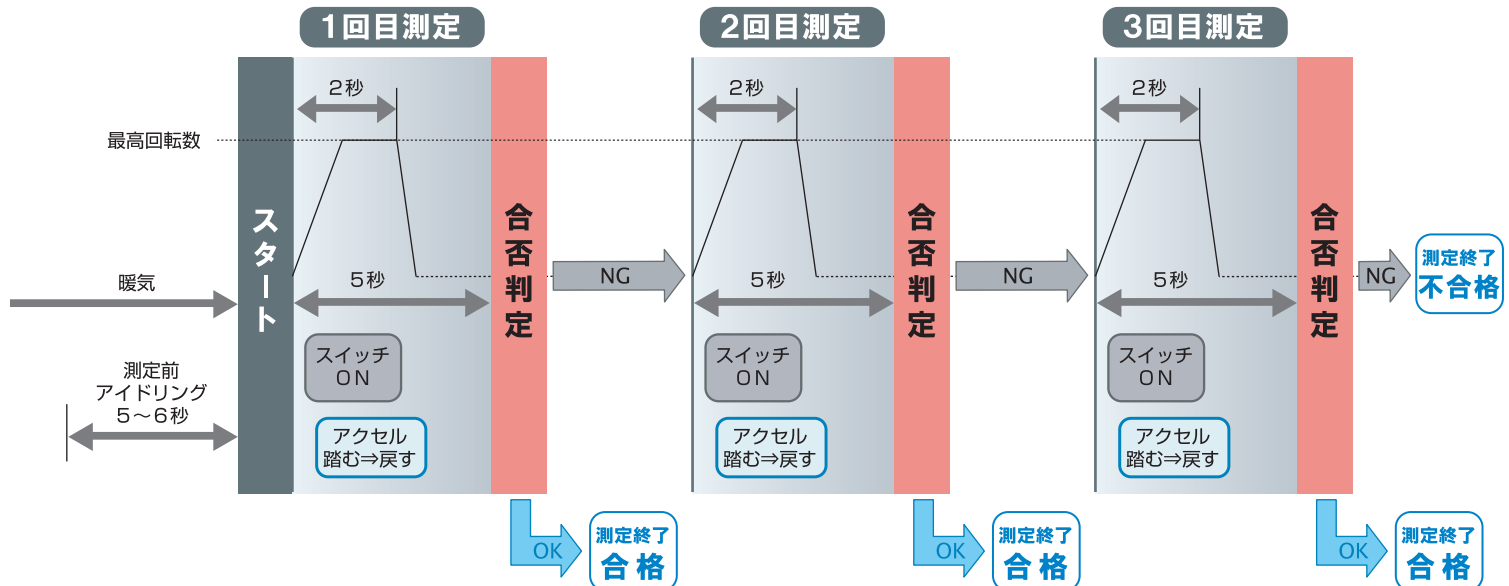 1回目測定
2回目測定
3回目測定
2秒
2秒
2秒
最高回転数
スタート
合否判定
合否判定
合否判定
暖気
5秒
NG
5秒
NG
5秒
NG
測定終了
不合格
測定前
アイドリング
5〜6秒
スイッチ
ON
スイッチ
ON
スイッチ
ON
アクセル
踏む⇒戻す
アクセル
踏む⇒戻す
アクセル
踏む⇒戻す
OK
測定終了
合格
OK
測定終了
合格
OK
測定終了
合格